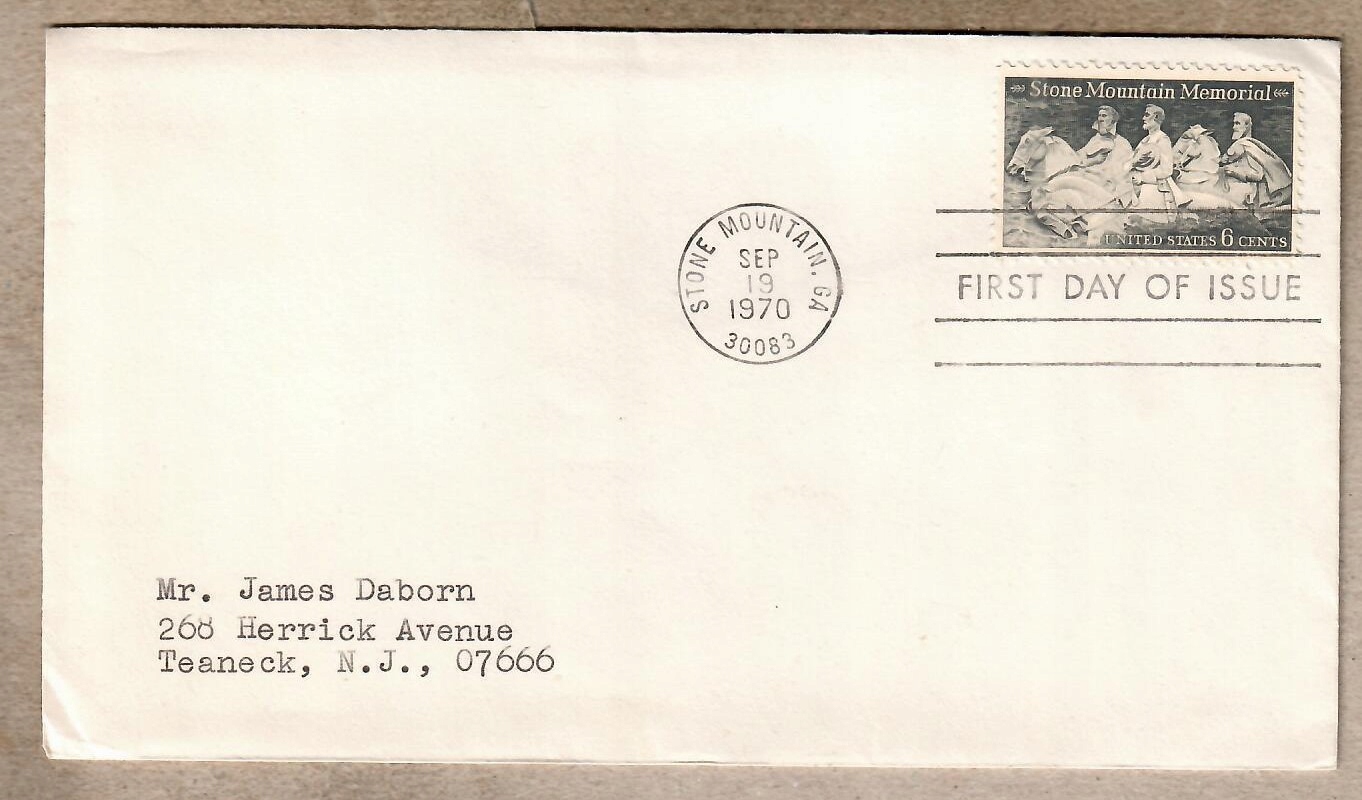 Stone Mountain Memorial
UNITED STATES 6 CENTS
STONE MOUNTAIN. GA
SEP
19
1970
30083
FIRST DAY OF ISSUE
Mr. James Daborn
268 Herrick Avenue
Teaneck, N.J., 07666